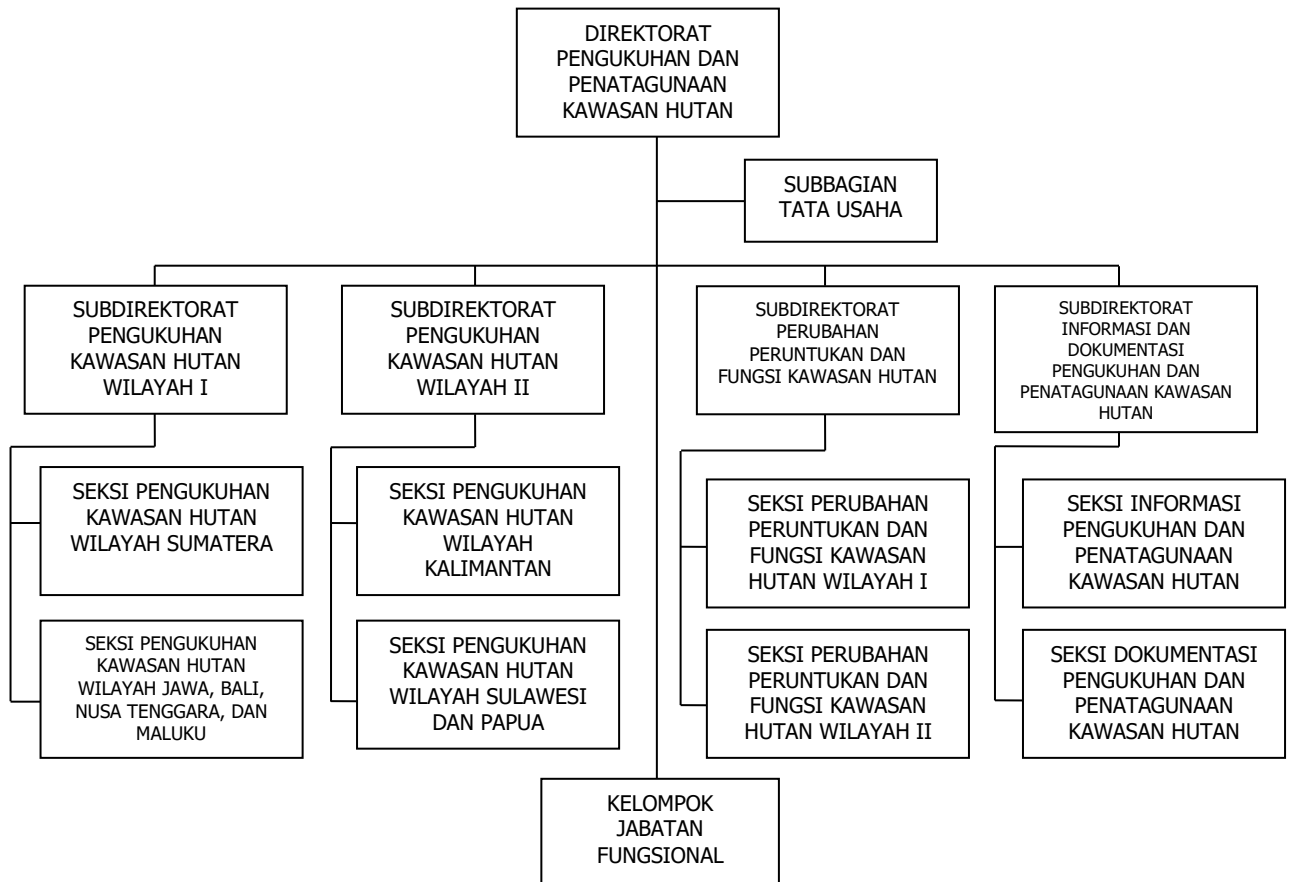 DIREKTORAT
PENGUKUHAN DAN
PENATAGUNAAN
KAWASAN HUTAN
SUBBAGIAN
TATA USAHA
SUBDIREKTORAT
PENGUKUHAN
KAWASAN HUTAN
WILAYAH I
SUBDIREKTORAT
PENGUKUHAN
KAWASAN HUTAN
WILAYAH II
SUBDIREKTORAT
PERUBAHAN
PERUNTUKAN DAN
FUNGSI KAWASAN HUTAN
SUBDIREKTORAT
INFORMASI DAN
DOKUMENTASI
PENGUKUHAN DAN
PENATAGUNAAN KAWASAN
HUTAN
SEKSI PENGUKUHAN
KAWASAN HUTAN
WILAYAH SUMATERA
SEKSI PENGUKUHAN
KAWASAN HUTAN
WILAYAH
KALIMANTAN
SEKSI PERUBAHAN
PERUNTUKAN DAN
FUNGSI KAWASAN
HUTAN WILAYAH I
SEKSI INFORMASI
PENGUKUHAN DAN
PENATAGUNAAN
KAWASAN HUTAN
SEKSI PENGUKUHAN
KAWASAN HUTAN
WILAYAH JAWA, BALI,
NUSA TENGGARA, DAN
MALUKU
SEKSI PENGUKUHAN
KAWASAN HUTAN
WILAYAH SULAWESI
DAN PAPUA
SEKSI PERUBAHAN
PERUNTUKAN DAN
FUNGSI KAWASAN
HUTAN WILAYAH II
SEKSI DOKUMENTASI
PENGUKUHAN DAN
PENATAGUNAAN
KAWASAN HUTAN
KELOMPOK
JABATAN
FUNGSIONAL